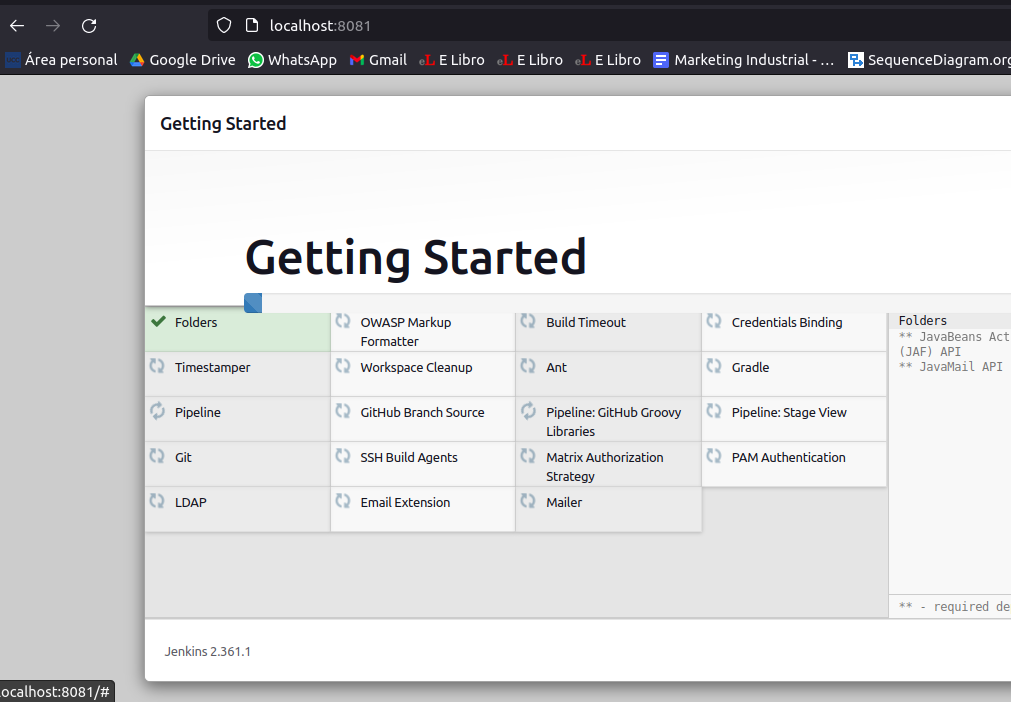 localhost:8081
Área personal Google Drive WhatsApp Gmail eL E Libro eL E Libro eL E Libro Marketing Industrial - … SequenceDiagram.org
Getting Started
Getting Started
Folders OWASP Markup Formatter Build Timeout Credentials Binding
Timestamper Workspace Cleanup Ant Gradle
Pipeline GitHub Branch Source Pipeline: GitHub Groovy Libraries Pipeline: Stage View
Git SSH Build Agents Matrix Authorization Strategy PAM Authentication
LDAP Email Extension Mailer
Folders
** JavaBeans Act
(JAF) API
** JavaMail API
** - required de
Jenkins 2.361.1
localhost:8081/#